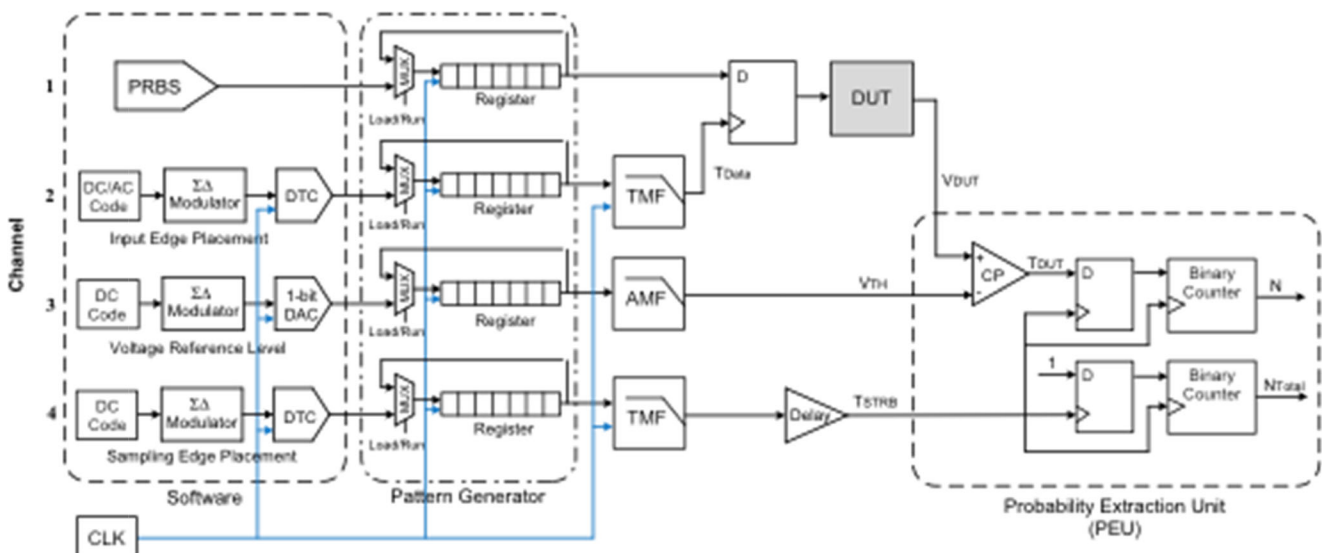 Channel
1
PRBS
MUX
Load/Run
Register
D
DUT
2
DC/AC
Code
ΣΔ
Modulator
DTC
Input Edge Placement
MUX
Load/Run
Register
TMF
TData
VDUT
3
DC
Code
ΣΔ
Modulator
1-bit
DAC
Voltage Reference Level
MUX
Load/Run
Register
AMF
VTH
+
-
CP
TOUT
D
Binary
Counter
N
4
DC
Code
ΣΔ
Modulator
DTC
Sampling Edge Placement
MUX
Load/Run
Register
TMF
Delay
TSTRB
1
D
Binary
Counter
NTotal
Software
Pattern Generator
Probability Extraction Unit
(PEU)
CLK